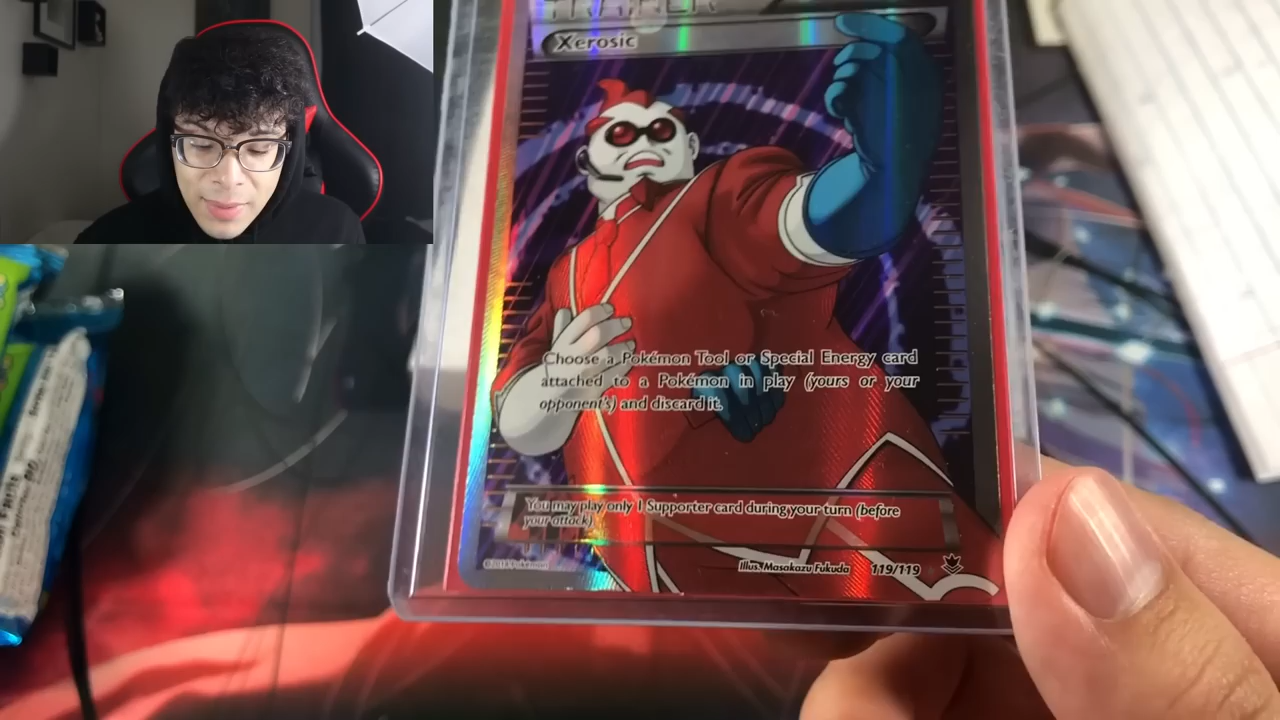 TRAINER
Xerosic
Choose a Pokémon Tool or Special Energy card
attached to a Pokémon in play (yours or your
opponent's) and discard it.
You may play only 1 Supporter card during your turn (before
your attack).
©2014 Pokémon
Illus. Masakazu Fukuda 119/119